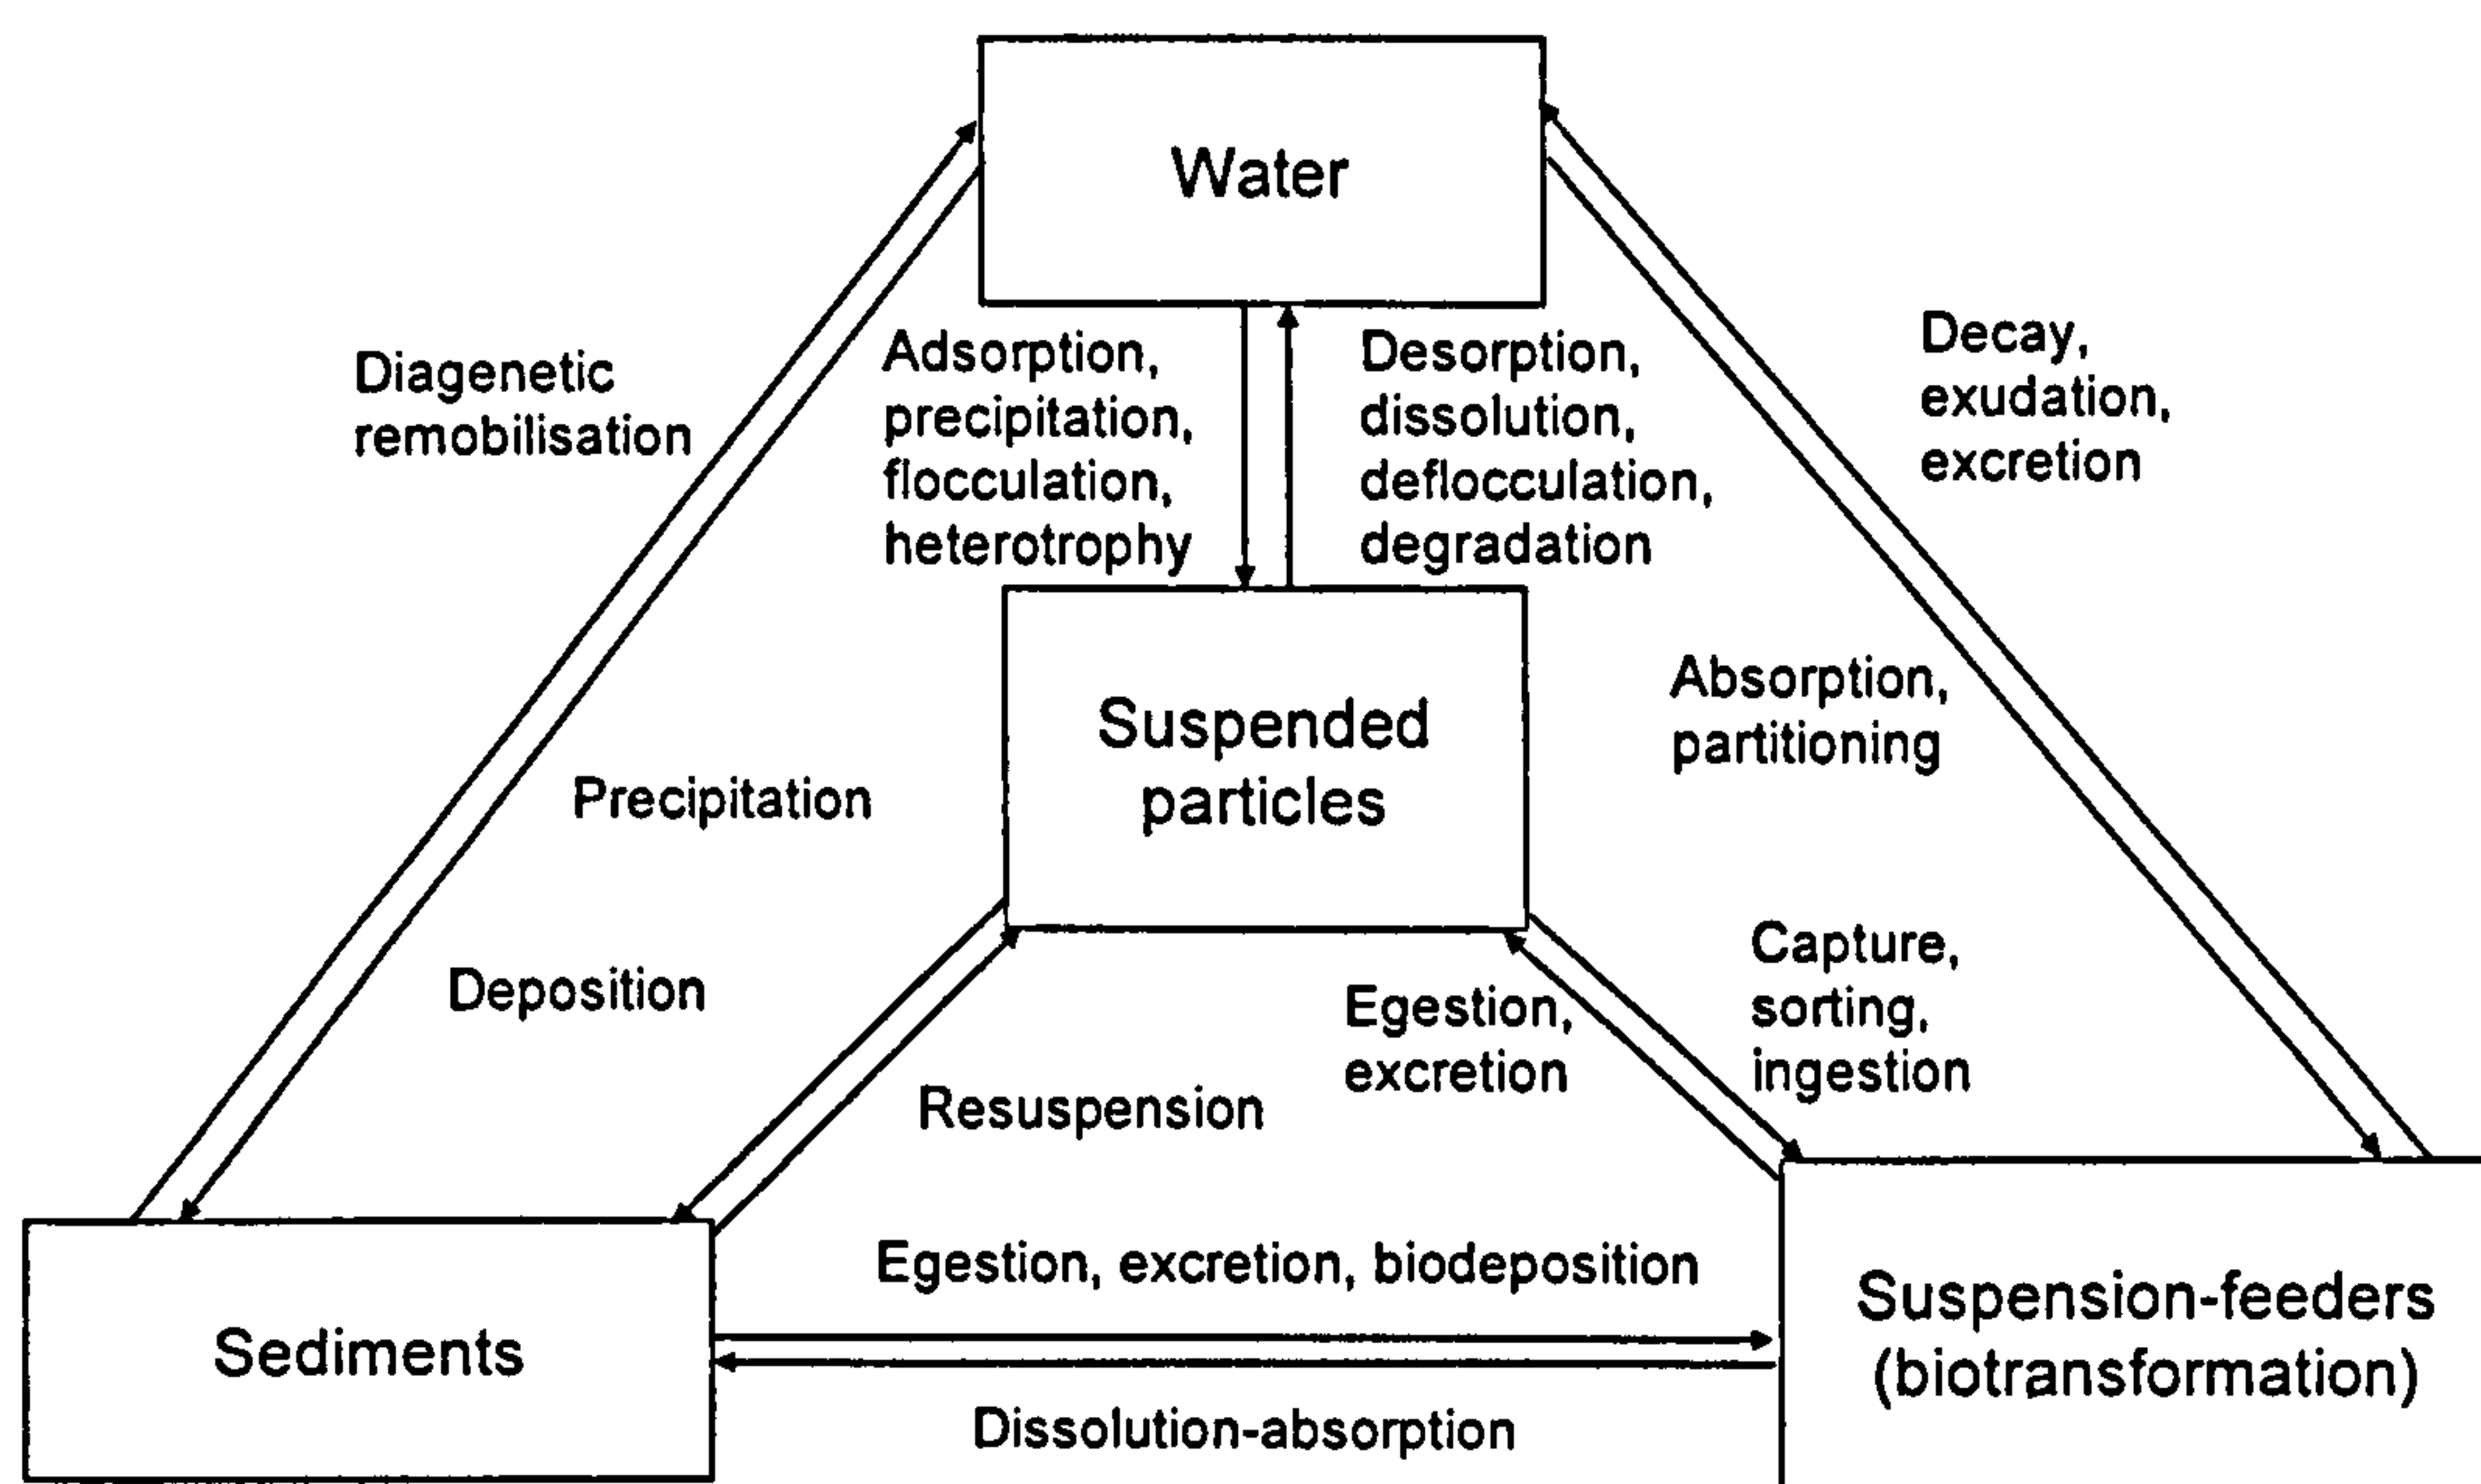 Water
Diagenetic
remobilisation
Adsorption,
precipitation,
flocculation,
heterotrophy
Desorption,
dissolution,
deflocculation,
degradation
Decay,
exudation,
excretion
Suspended
particles
Absorption,
partitioning
Precipitation
Deposition
Capture,
sorting,
ingestion
Egestion,
excretion
Resuspension
Egestion, excretion, biodeposition
Sediments
Suspension-feeders
(biotransformation)
Dissolution-absorption